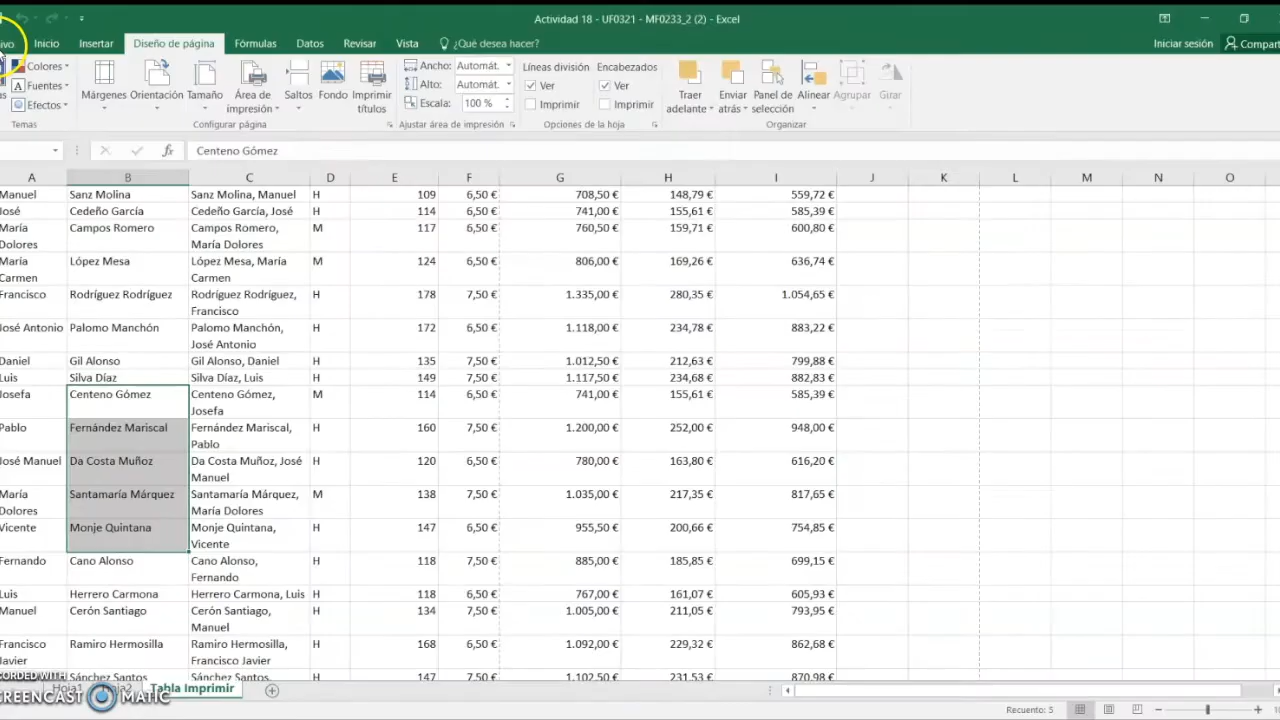 Actividad 18 - UF0321 - MF0233_2 (2) - Excel
Inicio Insertar Diseño de página Fórmulas Datos Revisar Vista ¿Qué desea hacer? Iniciar sesión
Colores
Fuentes
Efectos
Temas
Márgenes Orientación Tamaño Área de impresión Saltos Fondo Imprimir títulos
Configurar página
Ancho: Automát.
Alto: Automát.
Escala: 100 %
Ajustar área de impresión
Líneas división Encabezados
Ver Ver
Imprimir Imprimir
Opciones de la hoja
Traer adelante Enviar atrás Panel de selección Alinear Agrupar Girar
Organizar
fx Centeno Gómez
A B C D E F G H I J K L M N O
Manuel Sanz Molina Sanz Molina, Manuel H 109 6,50 € 708,50 € 148,79 € 559,72 €
José Cedeño García Cedeño García, José H 114 6,50 € 741,00 € 155,61 € 585,39 €
María Campos Romero Campos Romero, M 117 6,50 € 760,50 € 159,71 € 600,80 €
Dolores María Dolores
María López Mesa López Mesa, María M 124 6,50 € 806,00 € 169,26 € 636,74 €
Carmen Carmen
Francisco Rodríguez Rodríguez Rodríguez Rodríguez, H 178 7,50 € 1.335,00 € 280,35 € 1.054,65 €
Francisco
José Antonio Palomo Manchón Palomo Manchón, H 172 6,50 € 1.118,00 € 234,78 € 883,22 €
José Antonio
Daniel Gil Alonso Gil Alonso, Daniel H 135 7,50 € 1.012,50 € 212,63 € 799,88 €
Luis Silva Díaz Silva Díaz, Luis H 149 7,50 € 1.117,50 € 234,68 € 882,83 €
Josefa Centeno Gómez Centeno Gómez, M 114 6,50 € 741,00 € 155,61 € 585,39 €
Josefa
Pablo Fernández Mariscal Fernández Mariscal, H 160 7,50 € 1.200,00 € 252,00 € 948,00 €
Pablo
José Manuel Da Costa Muñoz Da Costa Muñoz, José H 120 6,50 € 780,00 € 163,80 € 616,20 €
Manuel
María Santamaría Márquez Santamaría Márquez, M 138 7,50 € 1.035,00 € 217,35 € 817,65 €
Dolores María Dolores
Vicente Monje Quintana Monje Quintana, H 147 6,50 € 955,50 € 200,66 € 754,85 €
Vicente
Fernando Cano Alonso Cano Alonso, H 118 7,50 € 885,00 € 185,85 € 699,15 €
Fernando
Luis Herrero Carmona Herrero Carmona, Luis H 118 6,50 € 767,00 € 161,07 € 605,93 €
Manuel Cerón Santiago Cerón Santiago, H 134 7,50 € 1.005,00 € 211,05 € 793,95 €
Manuel
Francisco Ramiro Hermosilla Ramiro Hermosilla, H 168 6,50 € 1.092,00 € 229,32 € 862,68 €
Javier Francisco Javier
Sánchez Santos Sánchez Santos, H 147 7,50 € 1.102,50 € 231,53 € 870,98 €
Hoja1 Hoja2 Tabla Imprimir
Recuento: 5